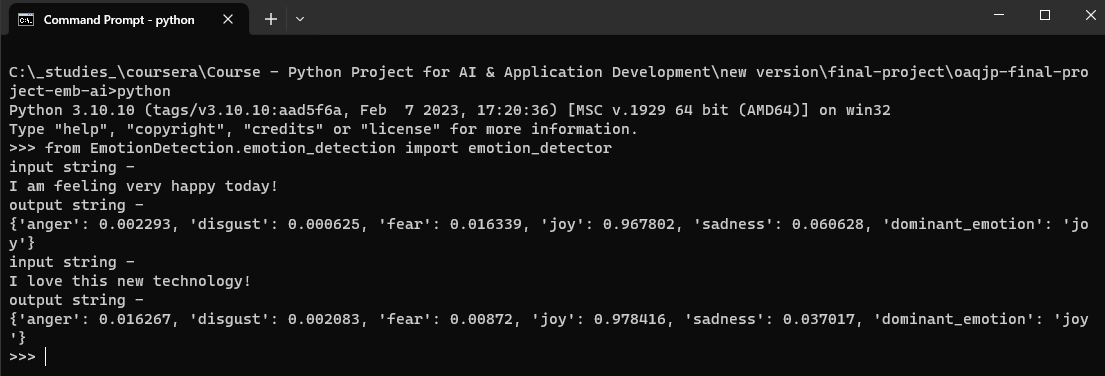 Command Prompt - python
C:\_studies_\coursera\Course - Python Project for AI & Application Development\new version\final-project\oaqjp-final-pro
ject-emb-ai>python
Python 3.10.10 (tags/v3.10.10:aad5f6a, Feb  7 2023, 17:20:36) [MSC v.1929 64 bit (AMD64)] on win32
Type "help", "copyright", "credits" or "license" for more information.
>>> from EmotionDetection.emotion_detection import emotion_detector
input string -
I am feeling very happy today!
output string -
{'anger': 0.002293, 'disgust': 0.000625, 'fear': 0.016339, 'joy': 0.967802, 'sadness': 0.060628, 'dominant_emotion': 'jo
y'}
input string -
I love this new technology!
output string -
{'anger': 0.016267, 'disgust': 0.002083, 'fear': 0.00872, 'joy': 0.978416, 'sadness': 0.037017, 'dominant_emotion': 'joy
'}
>>>